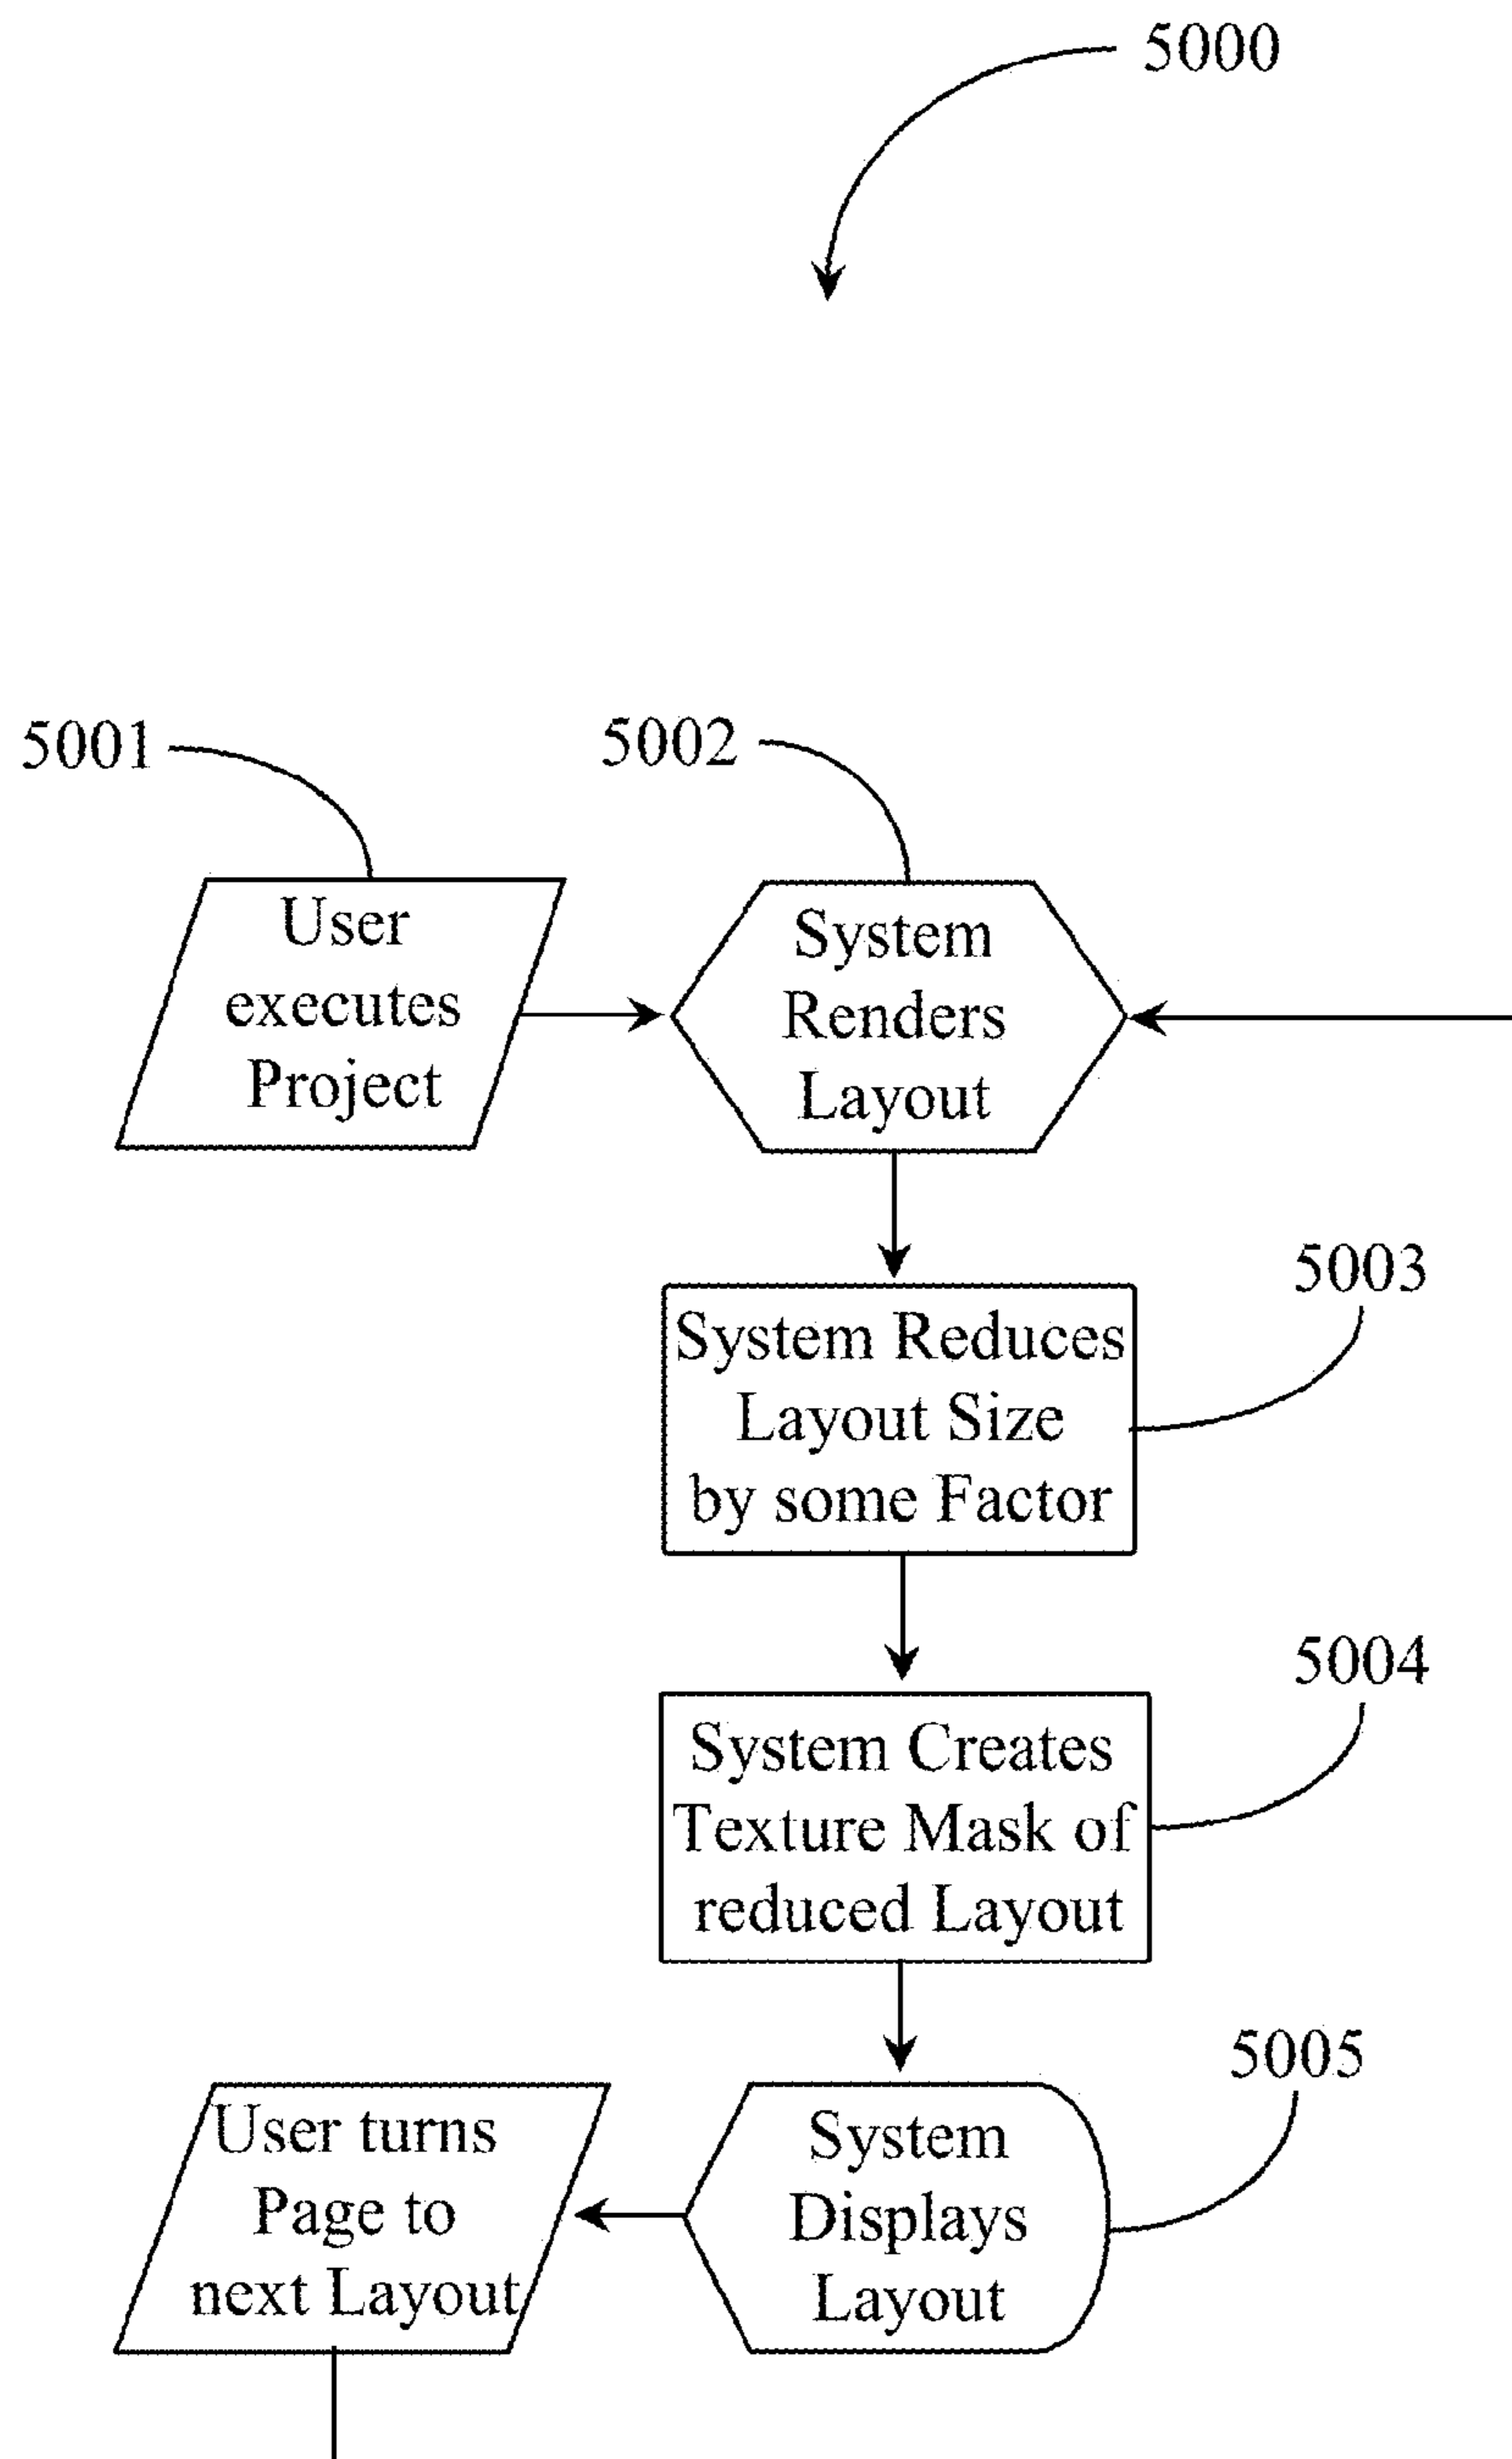 5000
5001
5002
User
executes
Project
System
Renders
Layout
5003
System Reduces
Layout Size
by some Factor
5004
System Creates
Texture Mask of
reduced Layout
5005
User turns
Page to
next Layout
System
Displays
Layout